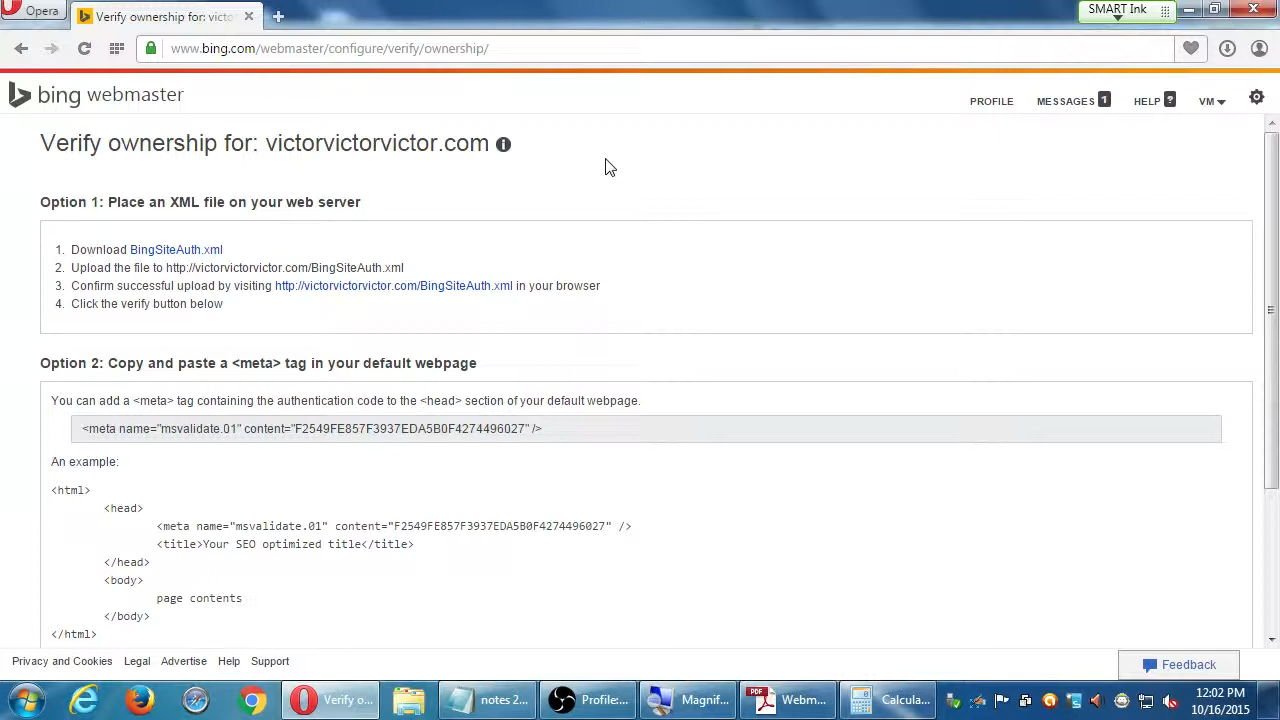 Opera
Verify ownership for: victo
SMART Ink
www.bing.com/webmaster/configure/verify/ownership/
bing webmaster
PROFILE MESSAGES 1 HELP ? VM
Verify ownership for: victorvictorvictor.com
Option 1: Place an XML file on your web server
1. Download BingSiteAuth.xml
2. Upload the file to http://victorvictorvictor.com/BingSiteAuth.xml
3. Confirm successful upload by visiting http://victorvictorvictor.com/BingSiteAuth.xml in your browser
4. Click the verify button below
Option 2: Copy and paste a <meta> tag in your default webpage
You can add a <meta> tag containing the authentication code to the <head> section of your default webpage.
<meta name="msvalidate.01" content="F2549FE857F3937EDA5B0F4274496027" />
An example:
<html>
<head>
<meta name="msvalidate.01" content="F2549FE857F3937EDA5B0F4274496027" />
<title>Your SEO optimized title</title>
</head>
<body>
page contents
</body>
</html>
Privacy and Cookies Legal Advertise Help Support
Feedback
Verify o... notes 2... Profile:... Magnif... PDF Webm... Calcula...
12:02 PM
10/16/2015